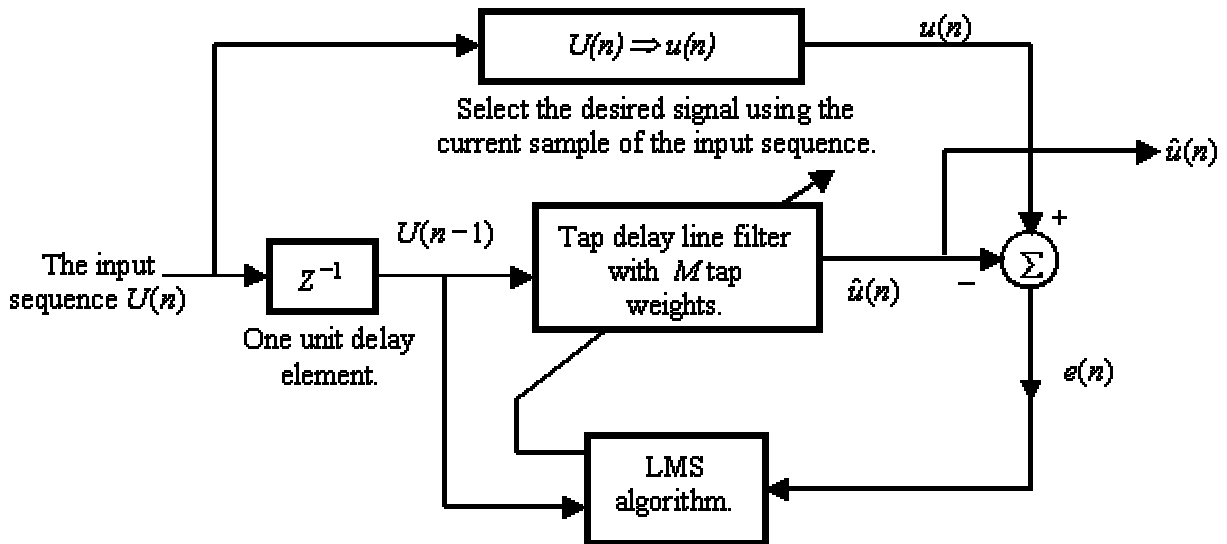 U(n) ⇒ u(n)
u(n)
Select the desired signal using the
current sample of the input sequence.
û(n)
+
U(n−1)
Tap delay line filter
with M tap
weights.
The input
sequence U(n)
Z⁻¹
Σ
−
û(n)
One unit delay
element.
e(n)
LMS
algorithm.